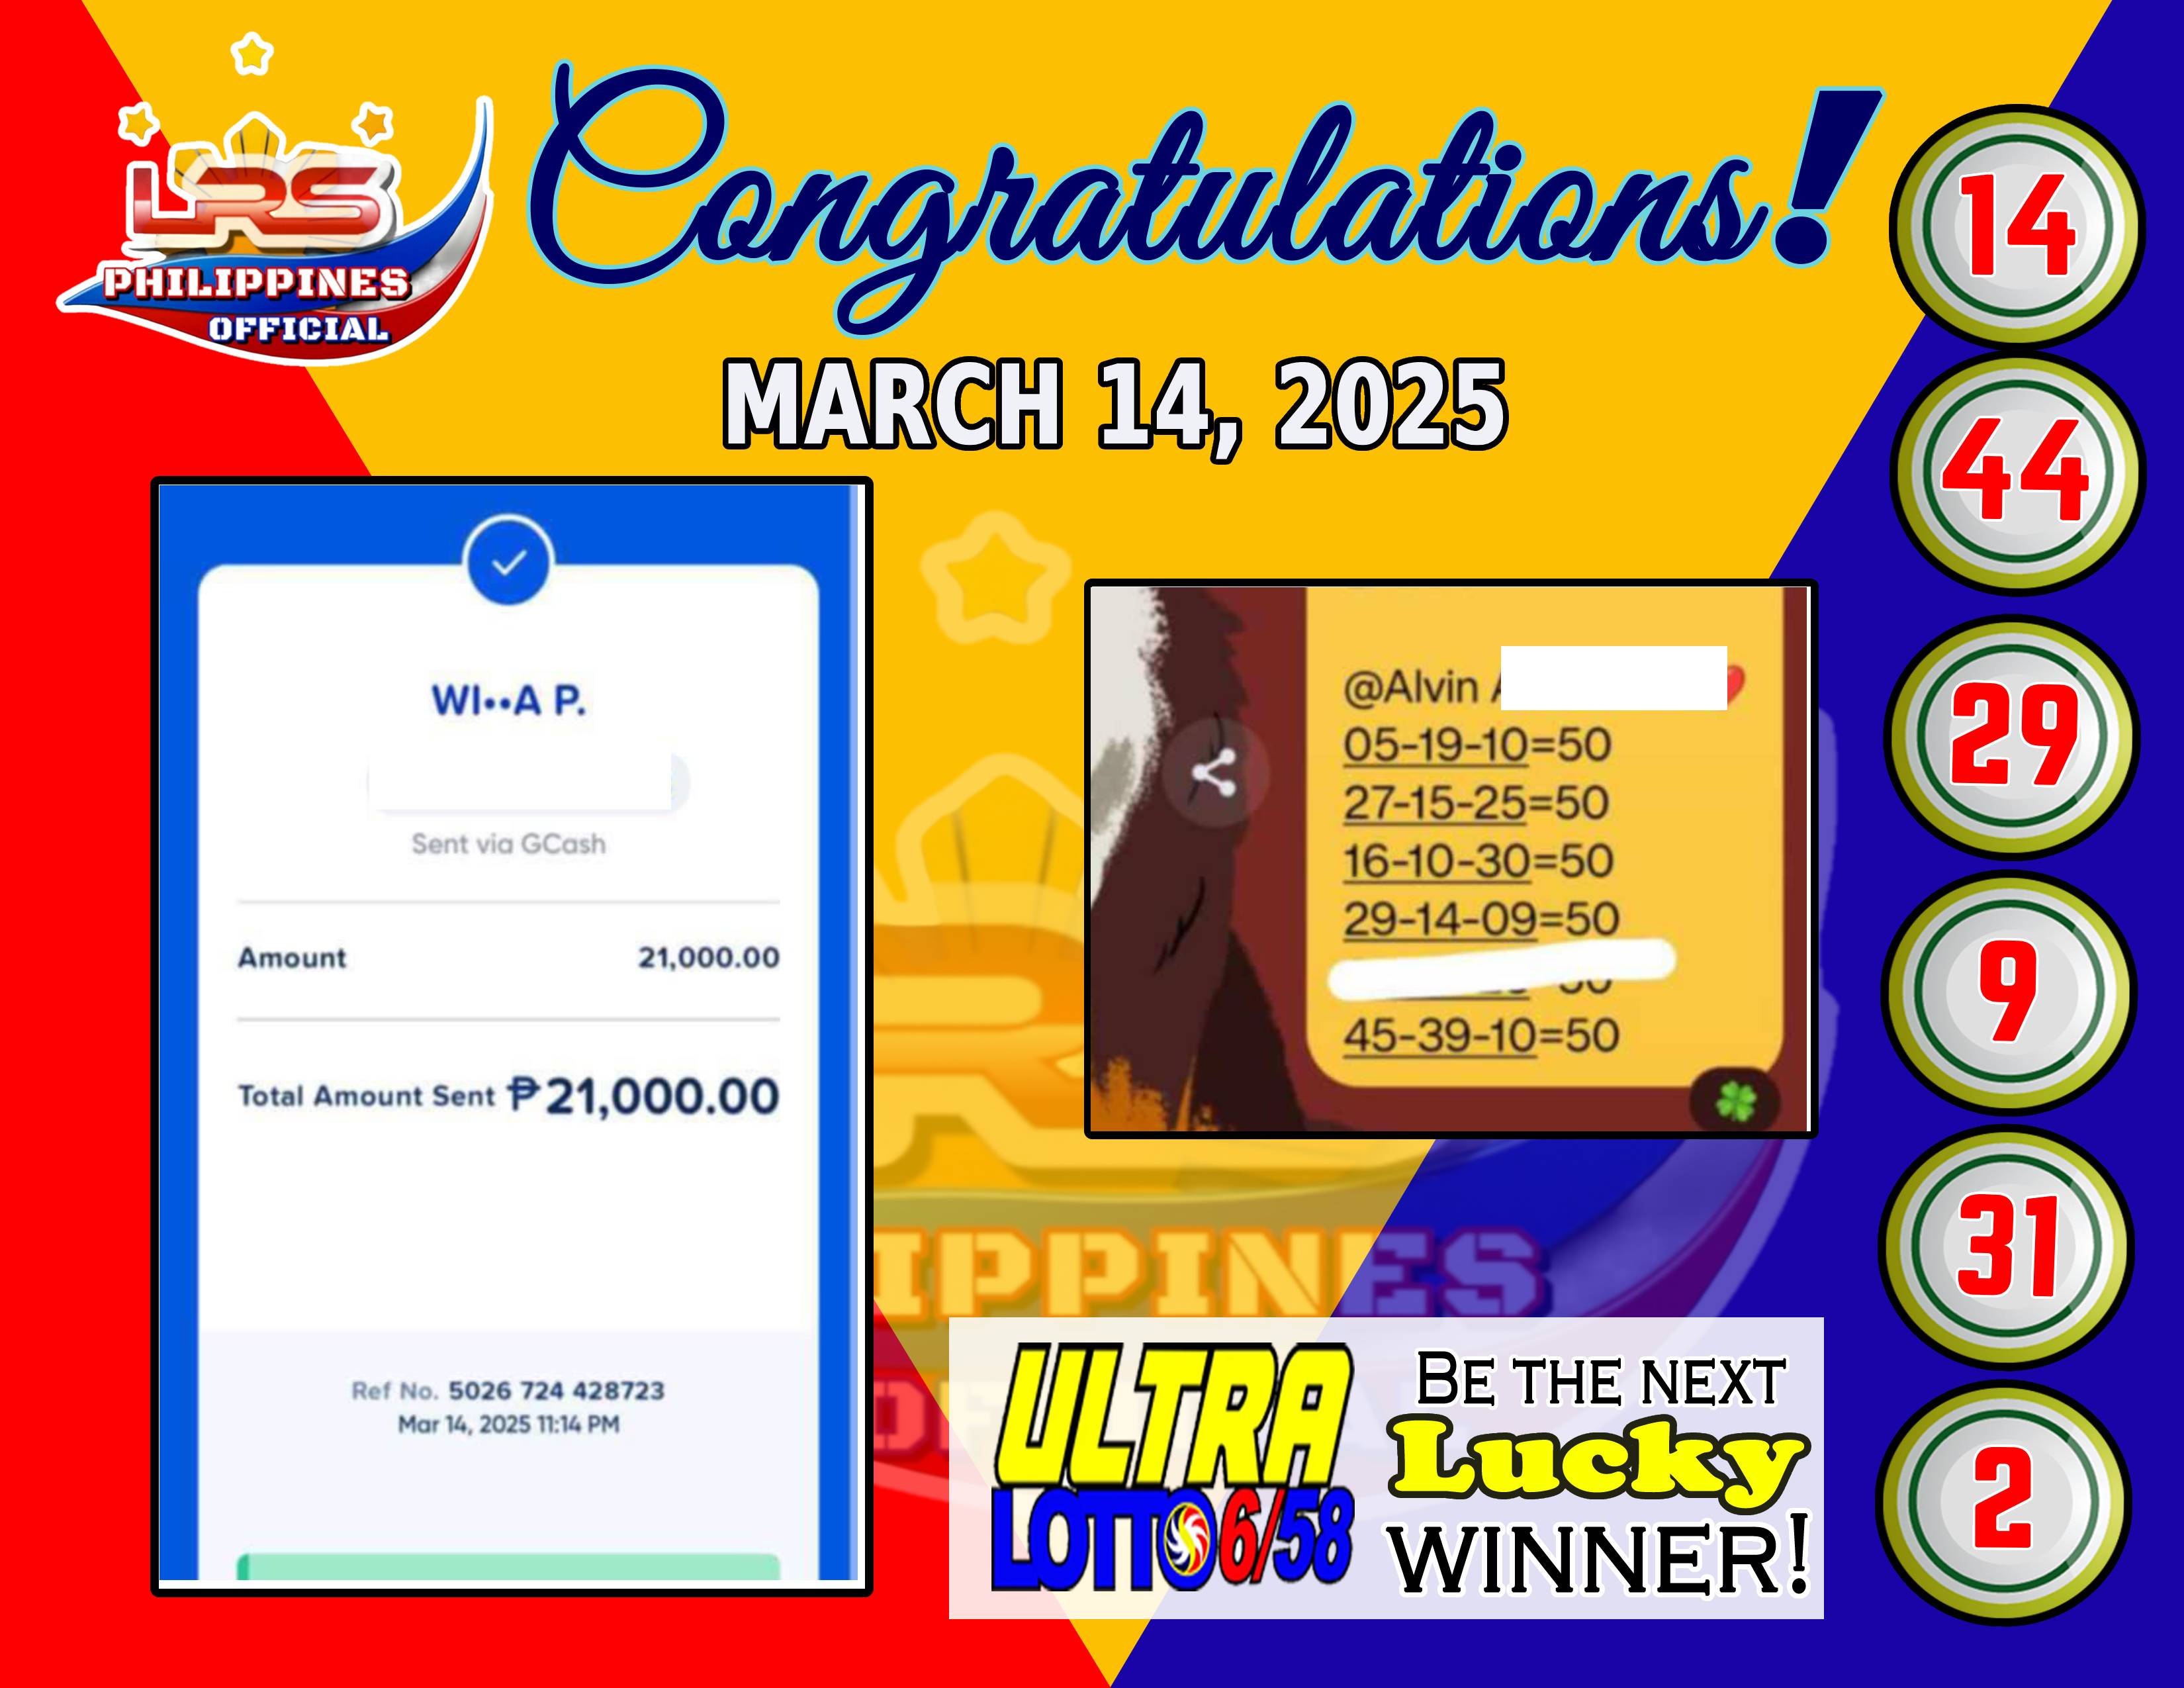 LRS
PHILIPPINES
OFFICIAL
Congratulations!
MARCH 14, 2025
WI••A P.
Sent via GCash
Amount 21,000.00
Total Amount Sent ₱21,000.00
Ref No. 5026 724 428723
Mar 14, 2025 11:14 PM
@Alvin
05-19-10=50
27-15-25=50
16-10-30=50
29-14-09=50
45-39-10=50
IPPINES
ULTRA
LOTTO 6/58
BE THE NEXT
Lucky
WINNER!
14
44
29
9
31
2